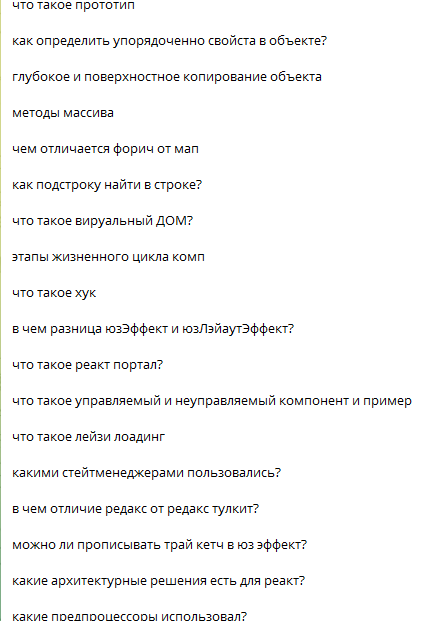 что такое прототип
как определить упорядоченно свойства в объекте?
глубокое и поверхностное копирование объекта
методы массива
чем отличается форич от мап
как подстроку найти в строке?
что такое вируальный ДОМ?
этапы жизненного цикла комп
что такое хук
в чем разница юзЭффект и юзЛэйаутЭффект?
что такое реакт портал?
что такое управляемый и неуправляемый компонент и пример
что такое лейзи лоадинг
какими стейтменеджерами пользовались?
в чем отличие редакс от редакс тулкит?
можно ли прописывать трай кетч в юз эффект?
какие архитектурные решения есть для реакт?
какие предпроцессоры использовал?